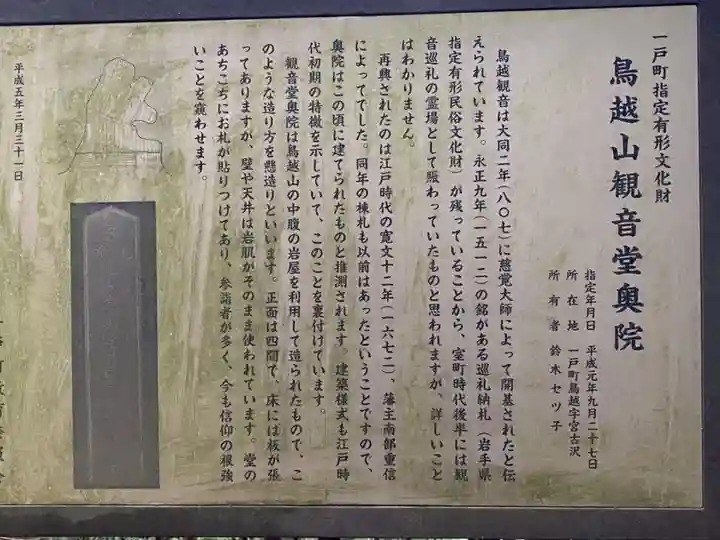 一戸町指定有形文化財
鳥越山観音堂奥院
指定年月日 平成元年九月二十七日
所在地 一戸町鳥越字宮古沢
所有者 鈴木セツ子
鳥越観音は大同二年(八〇七)に慈覚大師によって開基されたと伝
えられています。永正九年(一五一二)の銘がある巡礼納札(岩手県
指定有形民俗文化財)が残っていることから、室町時代後半には観
音巡礼の霊場として賑わっていたものと思われますが、詳しいこと
はわかりません。
再興されたのは江戸時代の寛文十二年(一六七二)、藩主南部重信
によってでした。同年の棟札も以前はあったということですので、
奥院はこの頃に建てられたものと推測されます。建築様式も江戸時
代初期の特徴を示していて、このことを裏付けています。
観音堂奥院は鳥越山の中腹の岩屋を利用して造られたもので、こ
のような造り方を懸造りといいます。正面は四間で、床には板が張
ってありますが、壁や天井は岩肌がそのまま使われています。堂の
あちこちにお札が貼りつけてあり、参詣者が多く、今も信仰の根強
いことを窺わせます。
平成五年三月三十一日